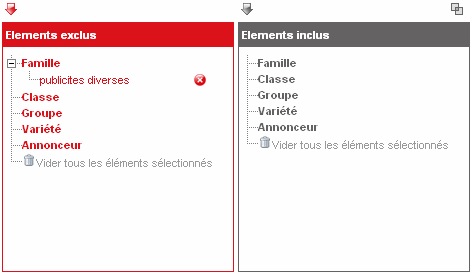 Elements exclus
Famille
publicites diverses
Classe
Groupe
Variété
Annonceur
Vider tous les éléments sélectionnés
Elements inclus
Famille
Classe
Groupe
Variété
Annonceur
Vider tous les éléments sélectionnés